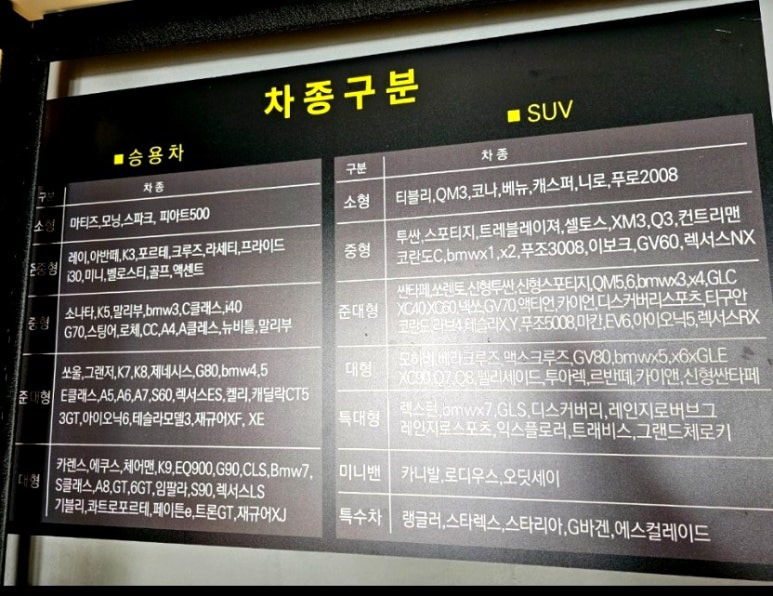 차종구분
■ 승용차
구분 차종
소형 마티즈,모닝,스파크, 피아트500
준중형 레이,아반떼,K3,포르테,크루즈,라세티,프라이드
i30,미니,벨로스티,골프,액센트
중형 소나타,K5,말리부,bmw3,C클래스,i40
G70,스팅어,로체,CC,A4,A클레스,뉴비틀,말리부
준대형 쏘울,그랜저,K7,K8,제네시스,G80,bmw4,5
E클래스,A5,A6,A7,S60,렉서스ES,켈리,캐딜락CT5
3GT,아이오닉6,테슬라모델3,재규어XF, XE
대형 카렌스,에쿠스,체어맨,K9,EQ900,G90,CLS,Bmw7,
S클래스,A8,GT,6GT,임팔라,S90,렉서스LS
기블리,콰트로포르테,페이튼e,트론GT,재규어XJ
■ SUV
구분 차종
소형 티블리,QM3,코나,베뉴,캐스퍼,니로,푸로2008
중형 투싼,스포티지,트레블레이져,셀토스,XM3,Q3,컨트리맨
코란도C,bmwx1,x2,푸조3008,이보크,GV60,렉서스NX
준대형 싼타페,쏘렌토,신형투싼,신형스포티지,QM5,6,bmwx3,x4,GLC
XC40,XC60,넥쏘,GV70,액티언,카이언,디스커버리스포츠,티구안
코란도,라브4,테슬라X,Y,푸조5008,마칸,EV6,아이오닉5,렉서스RX
대형 모하비,베라크루즈,맥스크루즈,GV80,bmwx5,x6xGLE
XC90,Q7,Q8,펠리세이드,투아렉,르반떼,카이앤,신형싼타페
특대형 렉스턴,bmwx7,GLS,디스커버리,레인지로버브그
레인지로스포츠,익스플로러,트래비스,그랜드체로키
미니밴 카니발,로디우스,오딧세이
특수차 랭글러,스타렉스,스타리아,G바겐,에스컬레이드